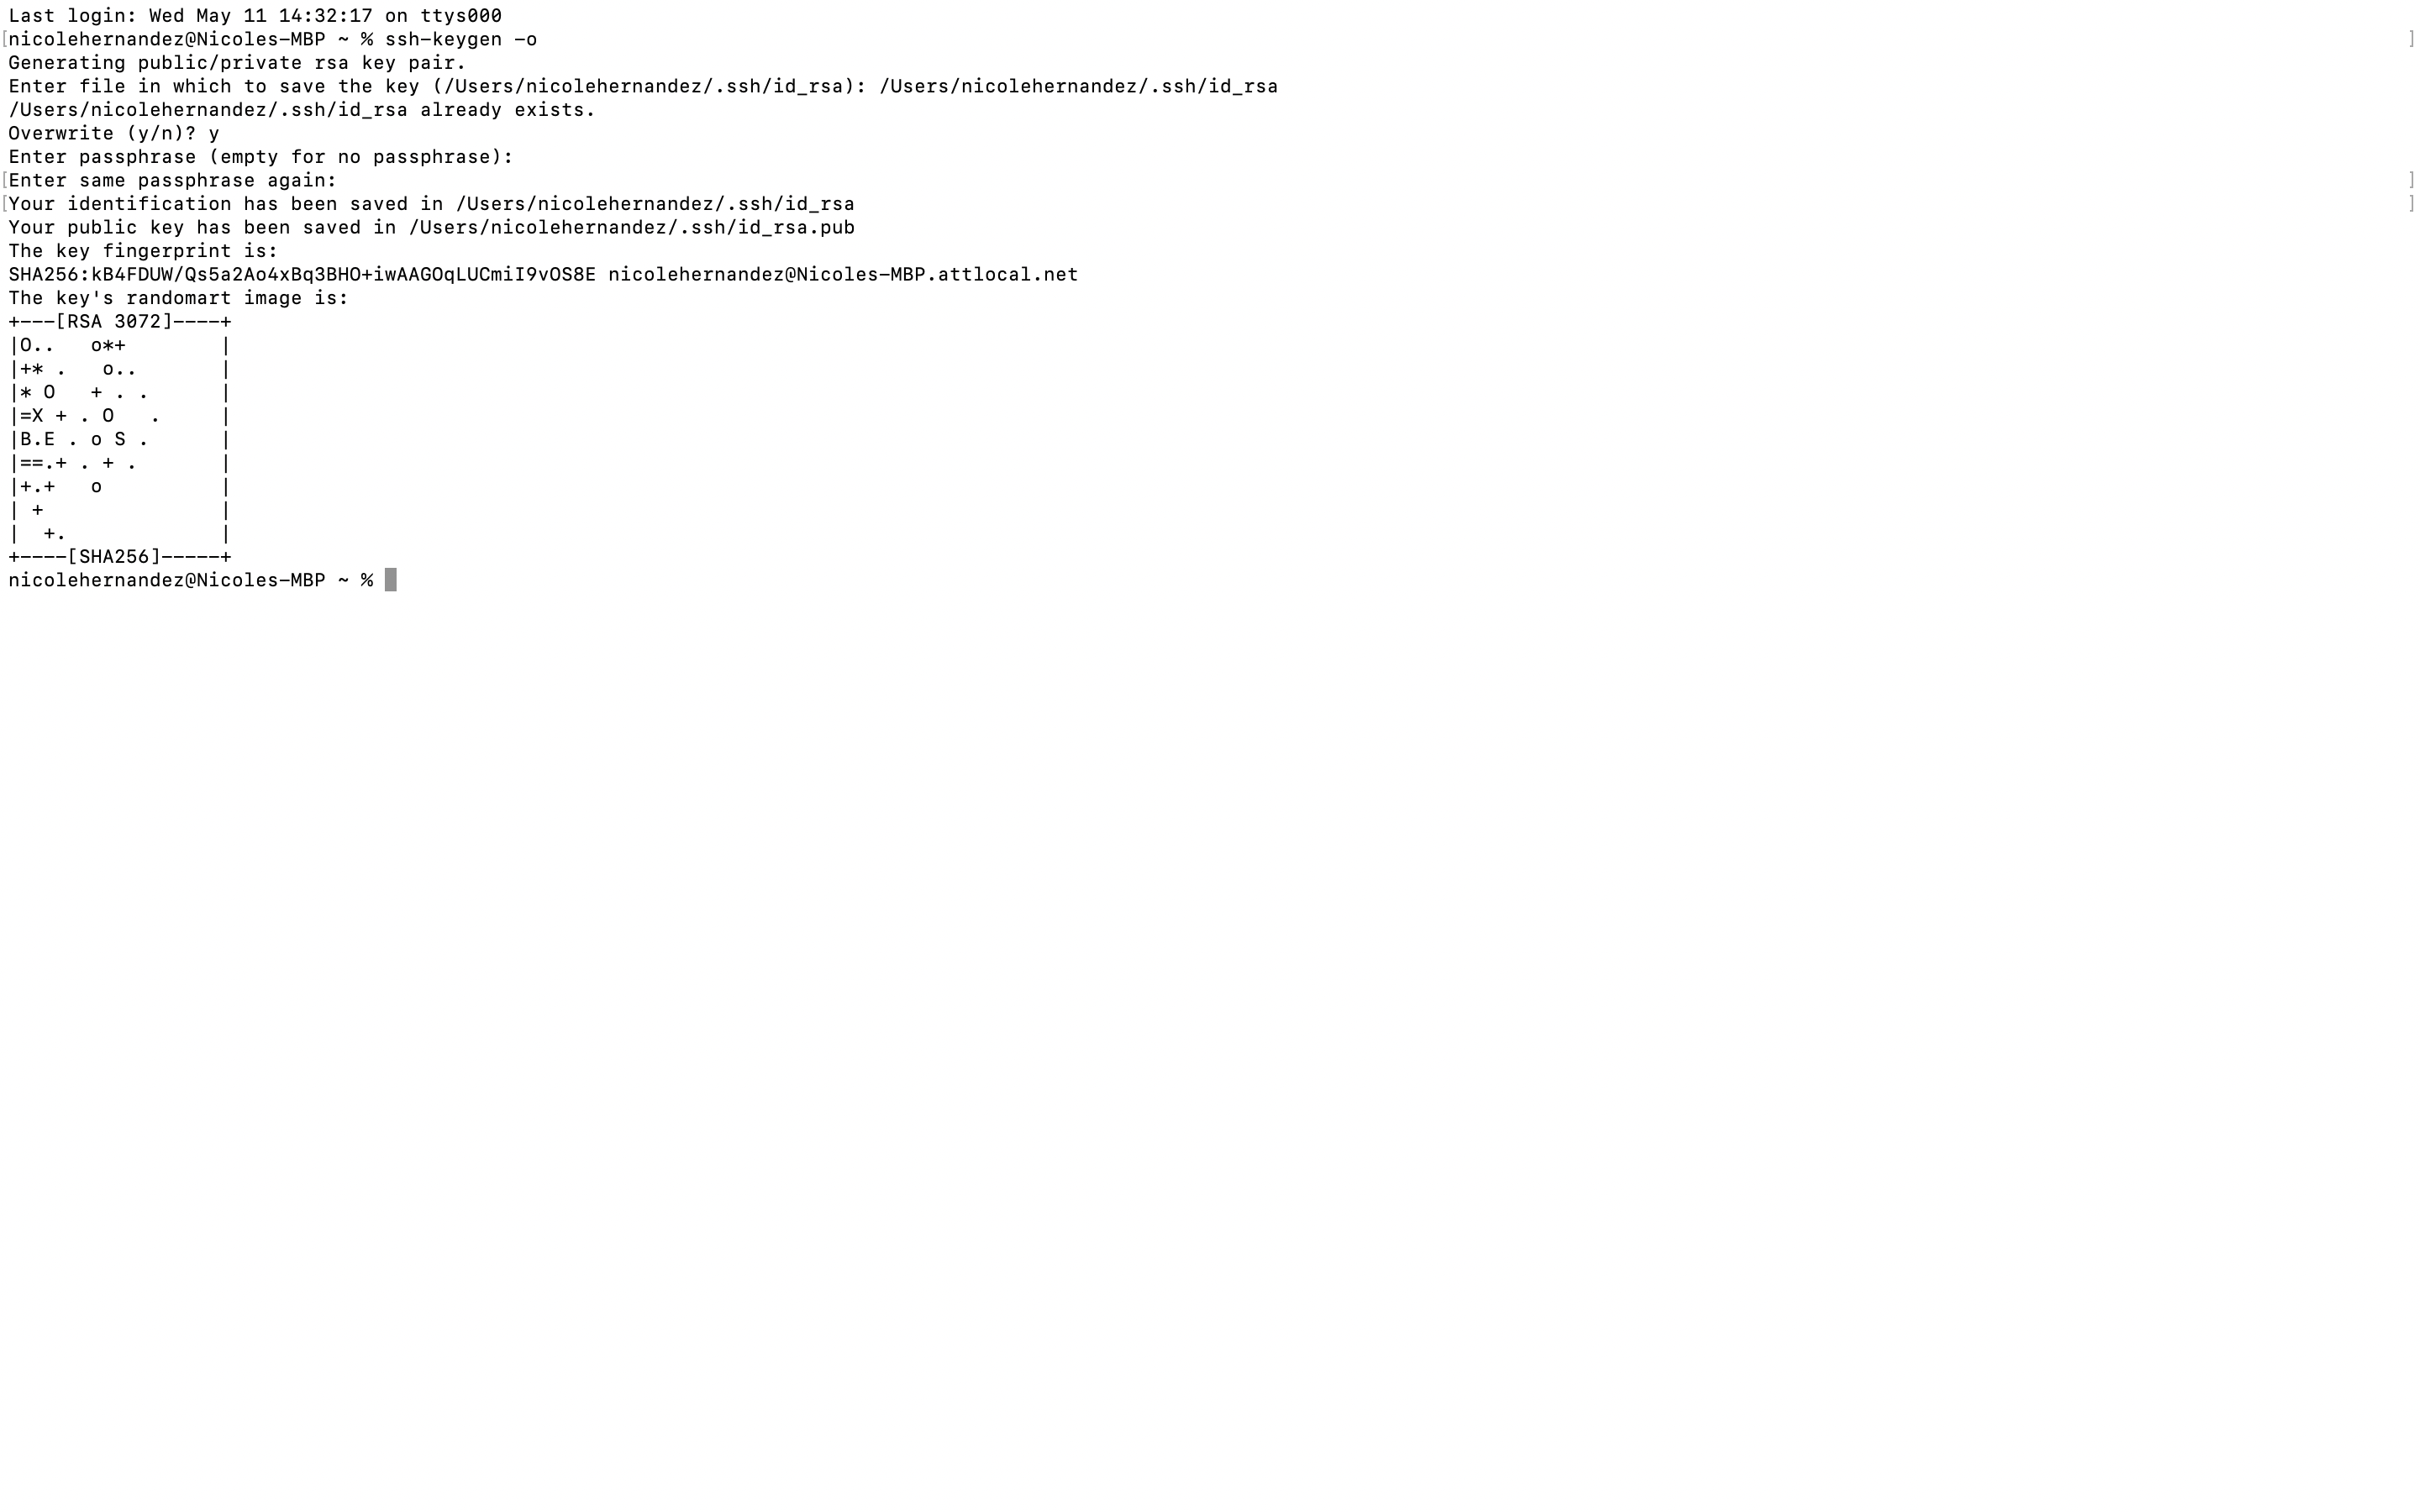 Last login: Wed May 11 14:32:17 on ttys000
[nicolehernandez@Nicoles-MBP ~ % ssh-keygen -o ]
Generating public/private rsa key pair.
Enter file in which to save the key (/Users/nicolehernandez/.ssh/id_rsa): /Users/nicolehernandez/.ssh/id_rsa
/Users/nicolehernandez/.ssh/id_rsa already exists.
Overwrite (y/n)? y
Enter passphrase (empty for no passphrase):
[Enter same passphrase again: ]
[Your identification has been saved in /Users/nicolehernandez/.ssh/id_rsa ]
Your public key has been saved in /Users/nicolehernandez/.ssh/id_rsa.pub
The key fingerprint is:
SHA256:kB4FDUW/Qs5a2Ao4xBq3BHO+iwAAGOqLUCmiI9vOS8E nicolehernandez@Nicoles-MBP.attlocal.net
The key's randomart image is:
+---[RSA 3072]----+
|O..   o*+        |
|+* .   o..       |
|* O   + . .      |
|=X + . O   .     |
|B.E . o S .      |
|==.+ . + .       |
|+.+   o          |
| +               |
|  +.             |
+----[SHA256]-----+
nicolehernandez@Nicoles-MBP ~ %